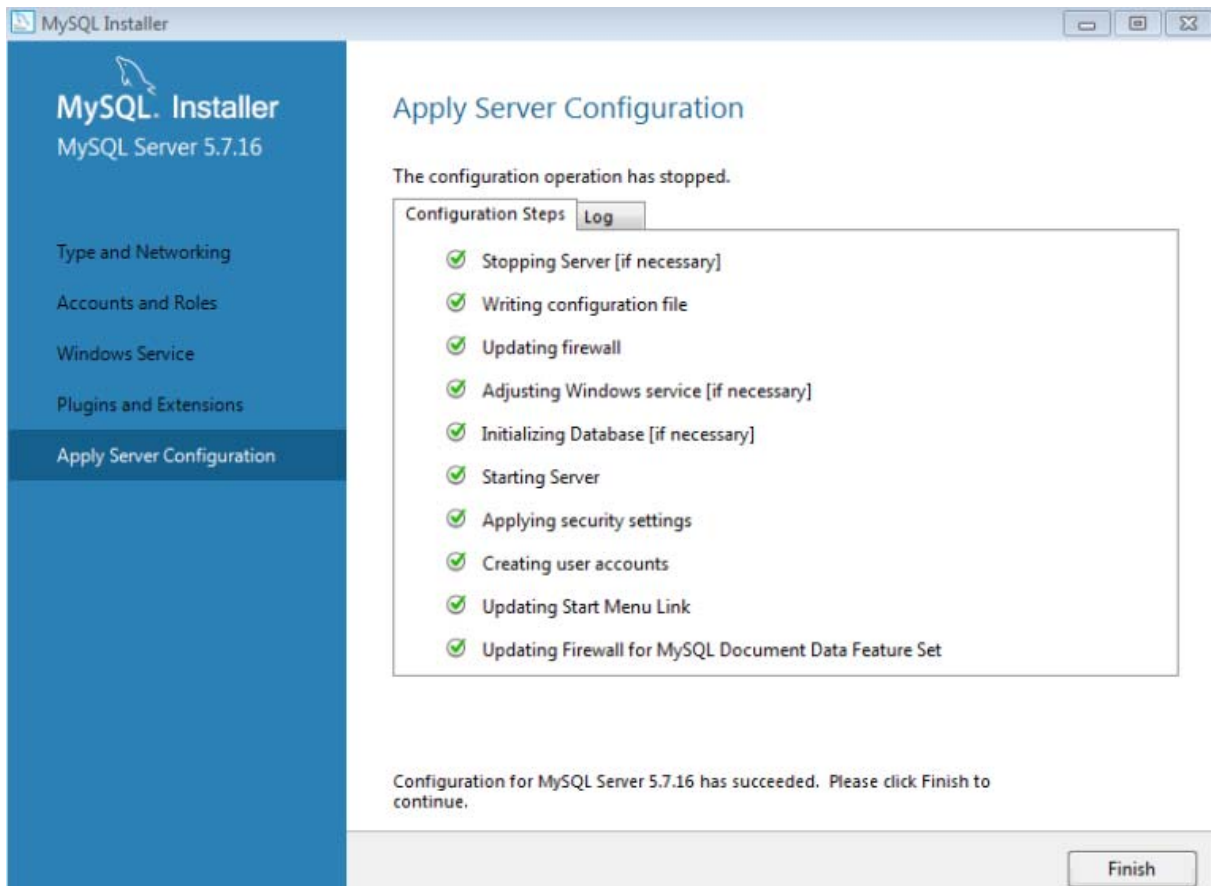 MySQL Installer
MySQL. Installer
MySQL Server 5.7.16
Type and Networking
Accounts and Roles
Windows Service
Plugins and Extensions
Apply Server Configuration
Apply Server Configuration
The configuration operation has stopped.
Configuration Steps
Log
Stopping Server [if necessary]
Writing configuration file
Updating firewall
Adjusting Windows service [if necessary]
Initializing Database [if necessary]
Starting Server
Applying security settings
Creating user accounts
Updating Start Menu Link
Updating Firewall for MySQL Document Data Feature Set
Configuration for MySQL Server 5.7.16 has succeeded. Please click Finish to
continue.
Finish